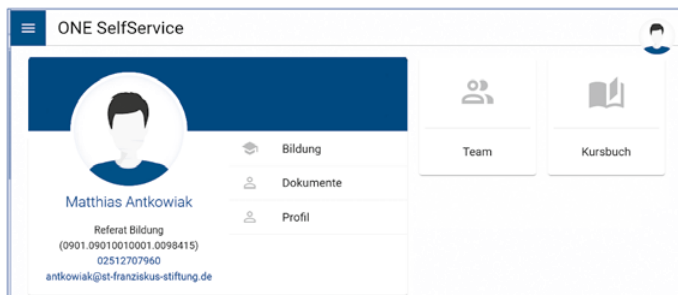 ONE SelfService
Matthias Antkowiak
Referat Bildung
(0901.09010010001.0098415)
02512707960
antkowiak@st-franziskus-stiftung.de
Bildung
Dokumente
Profil
Team
Kursbuch